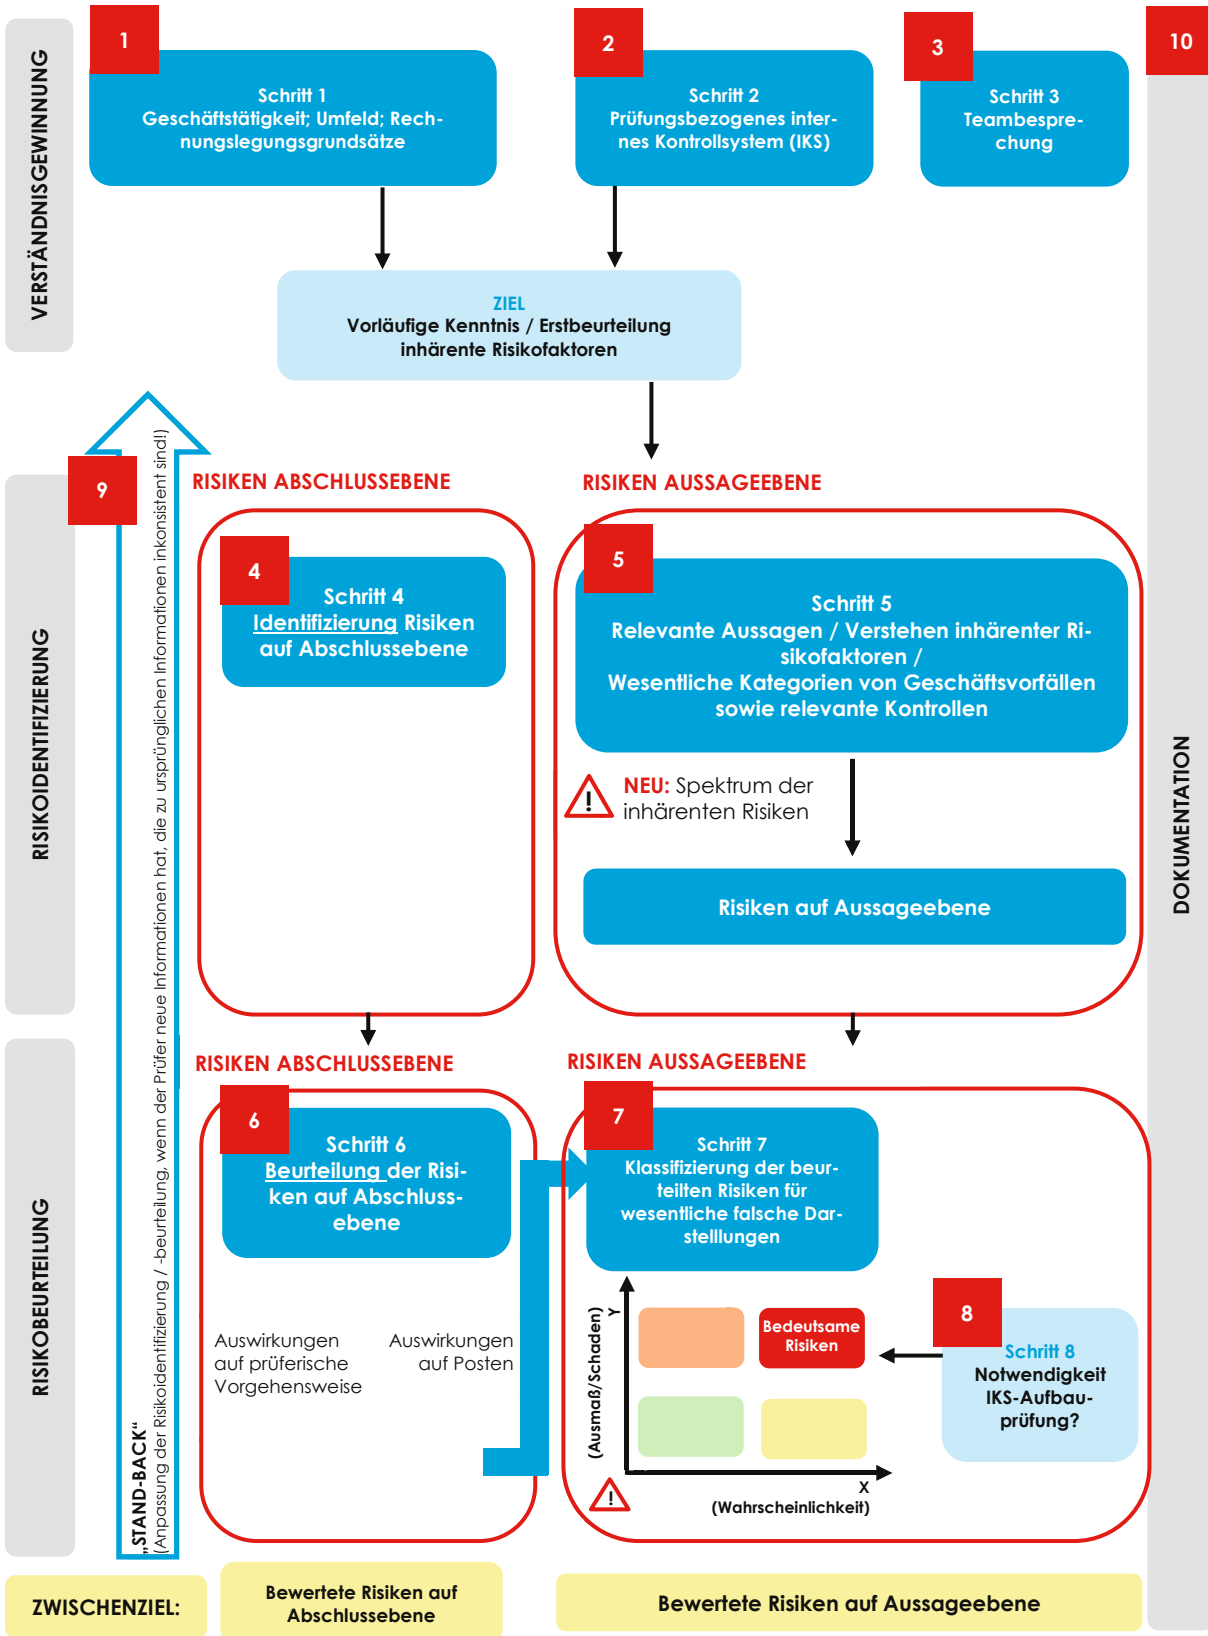 VERSTÄNDNISGEWINNUNG
1
Schritt 1
Geschäftstätigkeit; Umfeld; Rech-
nungslegungsgrundsätze
2
Schritt 2
Prüfungsbezogenes inter-
nes Kontrollsystem (IKS)
3
Schritt 3
Teambespre-
chung
10
DOKUMENTATION
ZIEL
Vorläufige Kenntnis / Erstbeurteilung
inhärente Risikofaktoren
9
„STAND-BACK“
(Anpassung der Risikoidentifizierung / -beurteilung, wenn der Prüfer neue Informationen hat, die zu ursprünglichen Informationen inkonsistent sind!)
RISIKOIDENTIFIZIERUNG
RISIKEN ABSCHLUSSEBENE
4
Schritt 4
Identifizierung Risiken
auf Abschlussebene
RISIKEN AUSSAGEEBENE
5
Schritt 5
Relevante Aussagen / Verstehen inhärenter Ri-
sikofaktoren /
Wesentliche Kategorien von Geschäftsvorfällen
sowie relevante Kontrollen
!
NEU: Spektrum der
inhärenten Risiken
Risiken auf Aussageebene
RISIKOBEURTEILUNG
RISIKEN ABSCHLUSSEBENE
6
Schritt 6
Beurteilung der Risi-
ken auf Abschluss-
ebene
Auswirkungen
auf prüferische
Vorgehensweise
Auswirkungen
auf Posten
RISIKEN AUSSAGEEBENE
7
Schritt 7
Klassifizierung der beur-
teilten Risiken für
wesentliche falsche Dar-
stelllungen
Y
(Ausmaß/Schaden)
Bedeutsame
Risiken
X
(Wahrscheinlichkeit)
!
8
Schritt 8
Notwendigkeit
IKS-Aufbau-
prüfung?
ZWISCHENZIEL:
Bewertete Risiken auf
Abschlussebene
Bewertete Risiken auf Aussageebene